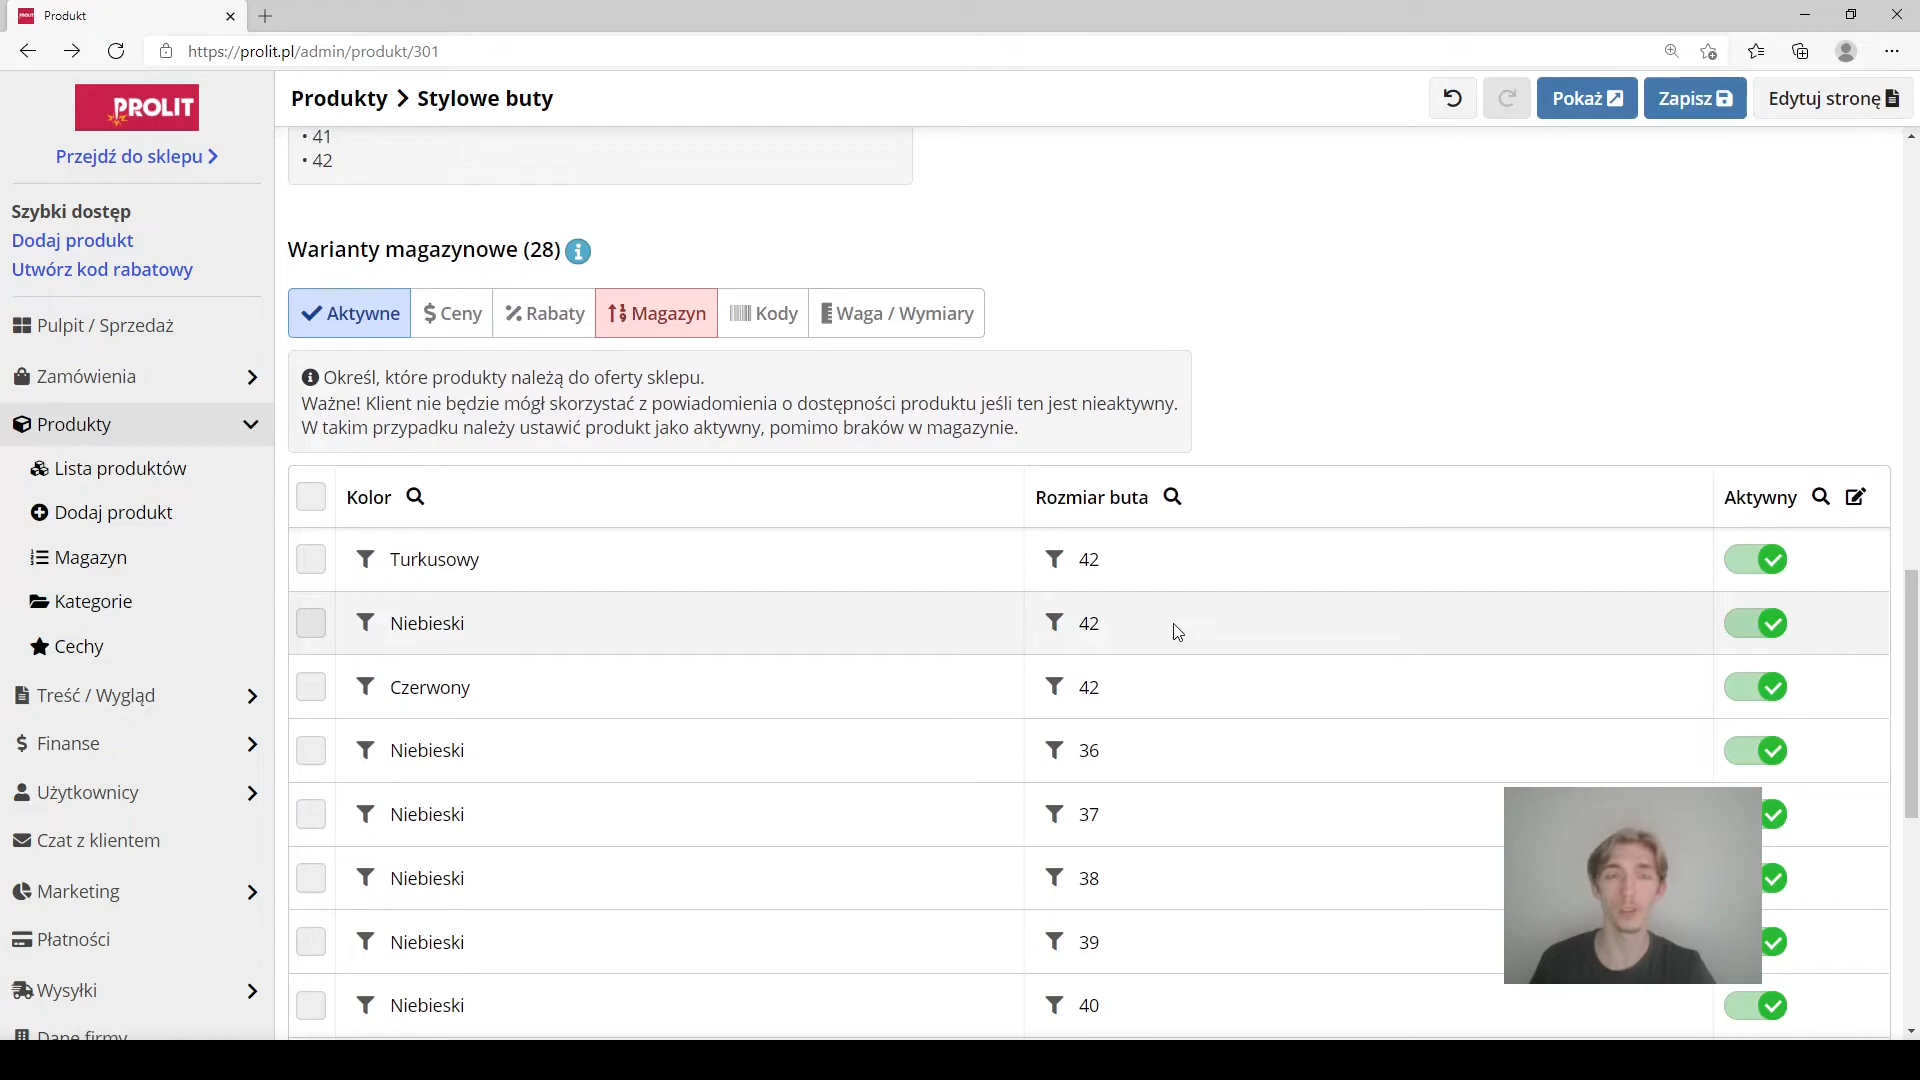 Produkt
https://prolit.pl/admin/produkt/301
PROLIT
Przejdź do sklepu
Szybki dostęp
Dodaj produkt
Utwórz kod rabatowy
Pulpit / Sprzedaż
Zamówienia
Produkty
Lista produktów
Dodaj produkt
Magazyn
Kategorie
Cechy
Treść / Wygląd
Finanse
Użytkownicy
Czat z klientem
Marketing
Płatności
Wysyłki
Dane firmy
Produkty > Stylowe buty
Pokaż
Zapisz
Edytuj stronę
• 41
• 42
Warianty magazynowe (28)
Aktywne
Ceny
Rabaty
Magazyn
Kody
Waga / Wymiary
Określ, które produkty należą do oferty sklepu.
Ważne! Klient nie będzie mógł skorzystać z powiadomienia o dostępności produktu jeśli ten jest nieaktywny.
W takim przypadku należy ustawić produkt jako aktywny, pomimo braków w magazynie.
Kolor Rozmiar buta Aktywny
Turkusowy 42
Niebieski 42
Czerwony 42
Niebieski 36
Niebieski 37
Niebieski 38
Niebieski 39
Niebieski 40